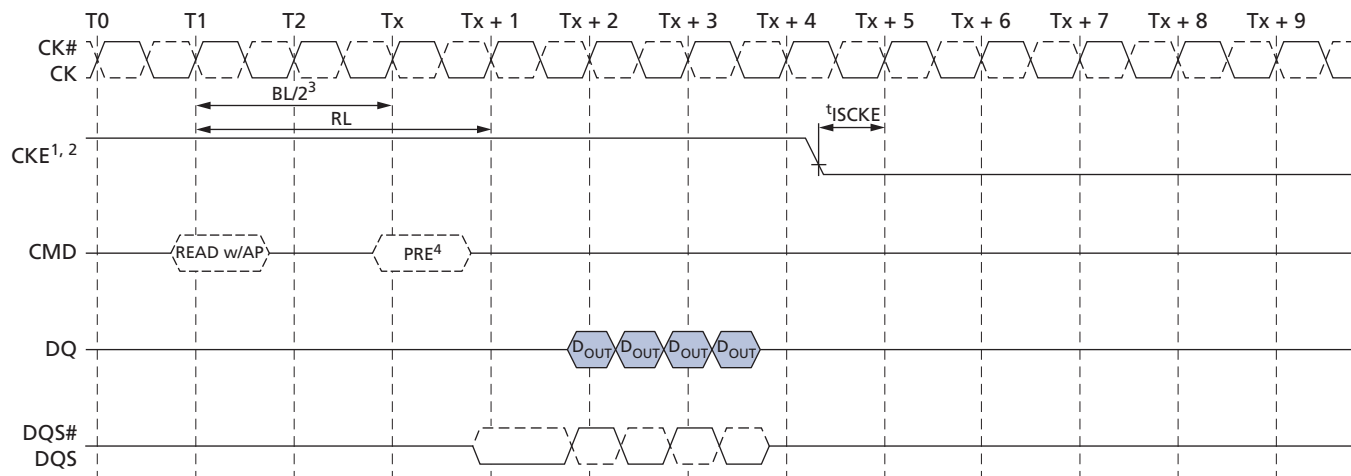 T0 T1 T2 Tx Tx + 1 Tx + 2 Tx + 3 Tx + 4 Tx + 5 Tx + 6 Tx + 7 Tx + 8 Tx + 9
CK#
CK
BL/2³
RL
tISCKE
CKE1, 2
CMD READ w/AP PRE⁴
DQ DOUT DOUT DOUT DOUT
DQS#
DQS